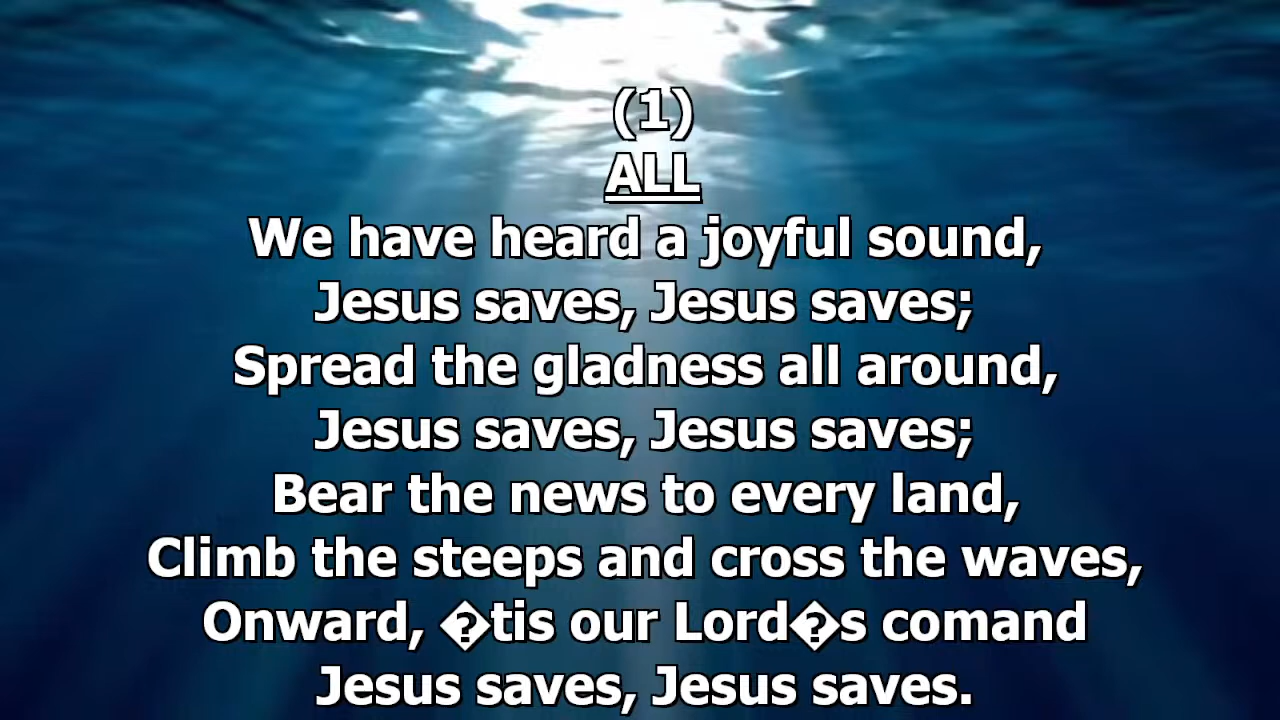 (1)
ALL
We have heard a joyful sound,
Jesus saves, Jesus saves;
Spread the gladness all around,
Jesus saves, Jesus saves;
Bear the news to every land,
Climb the steeps and cross the waves,
Onward, �tis our Lord�s comand
Jesus saves, Jesus saves.